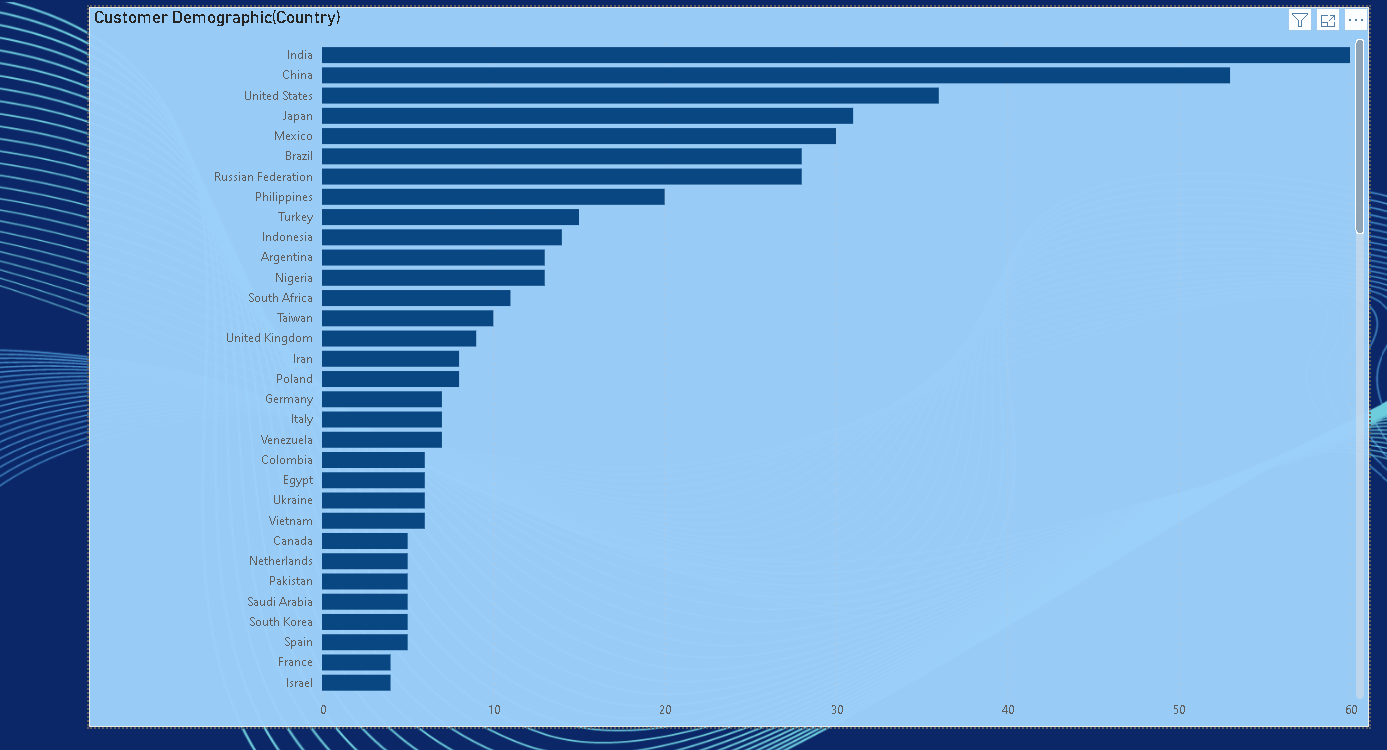 Customer Demographic(Country)
India
China
United States
Japan
Mexico
Brazil
Russian Federation
Philippines
Turkey
Indonesia
Argentina
Nigeria
South Africa
Taiwan
United Kingdom
Iran
Poland
Germany
Italy
Venezuela
Colombia
Egypt
Ukraine
Vietnam
Canada
Netherlands
Pakistan
Saudi Arabia
South Korea
Spain
France
Israel
0 10 20 30 40 50 60